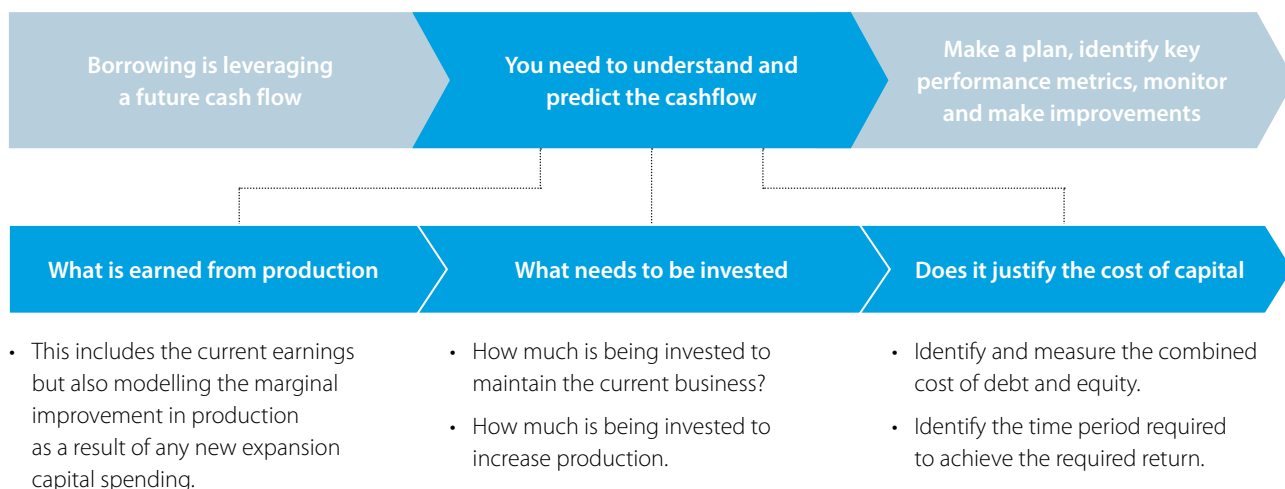 Borrowing is leveraging
a future cash flow
You need to understand and
predict the cashflow
Make a plan, identify key
performance metrics, monitor
and make improvements
What is earned from production
What needs to be invested
Does it justify the cost of capital
• This includes the current earnings
but also modelling the marginal
improvement in production
as a result of any new expansion
capital spending.
• How much is being invested to
maintain the current business?
• How much is being invested to
increase production.
• Identify and measure the combined
cost of debt and equity.
• Identify the time period required
to achieve the required return.